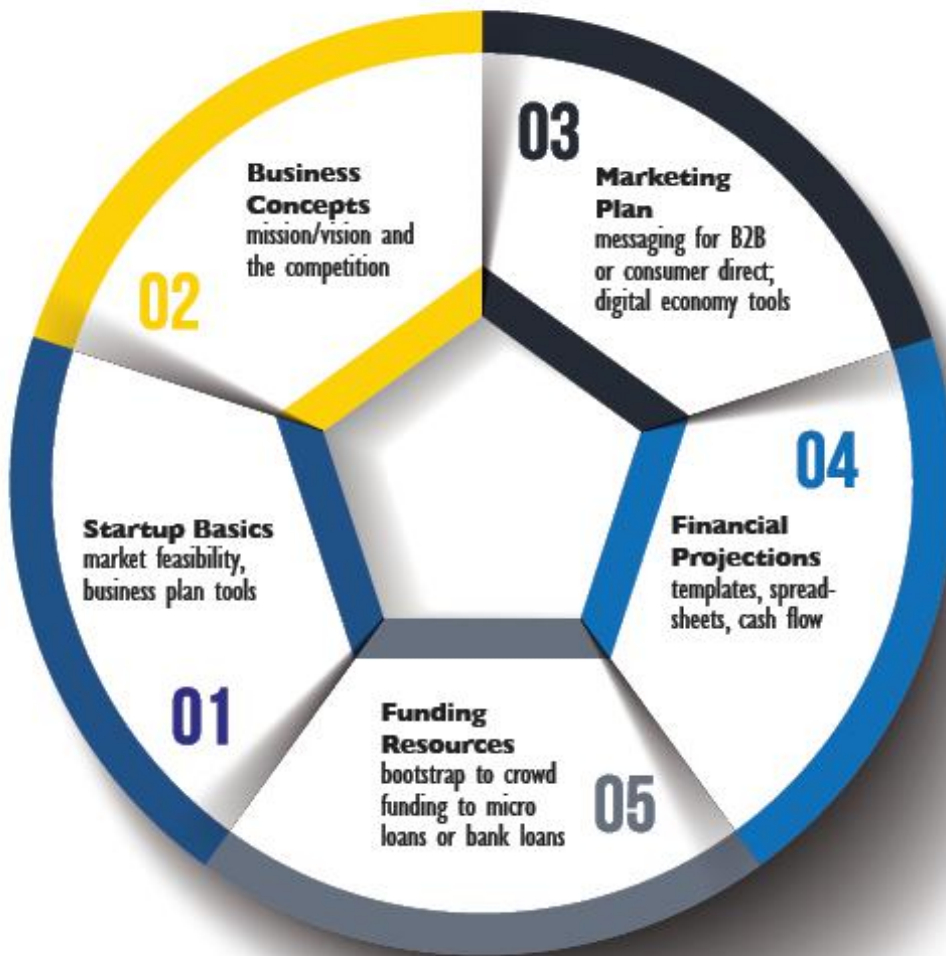 01
Startup Basics
market feasibility,
business plan tools
02
Business
Concepts
mission/vision and
the competition
03
Marketing
Plan
messaging for B2B
or consumer direct;
digital economy tools
04
Financial
Projections
templates, spread-
sheets, cash flow
05
Funding
Resources
bootstrap to crowd
funding to micro
loans or bank loans